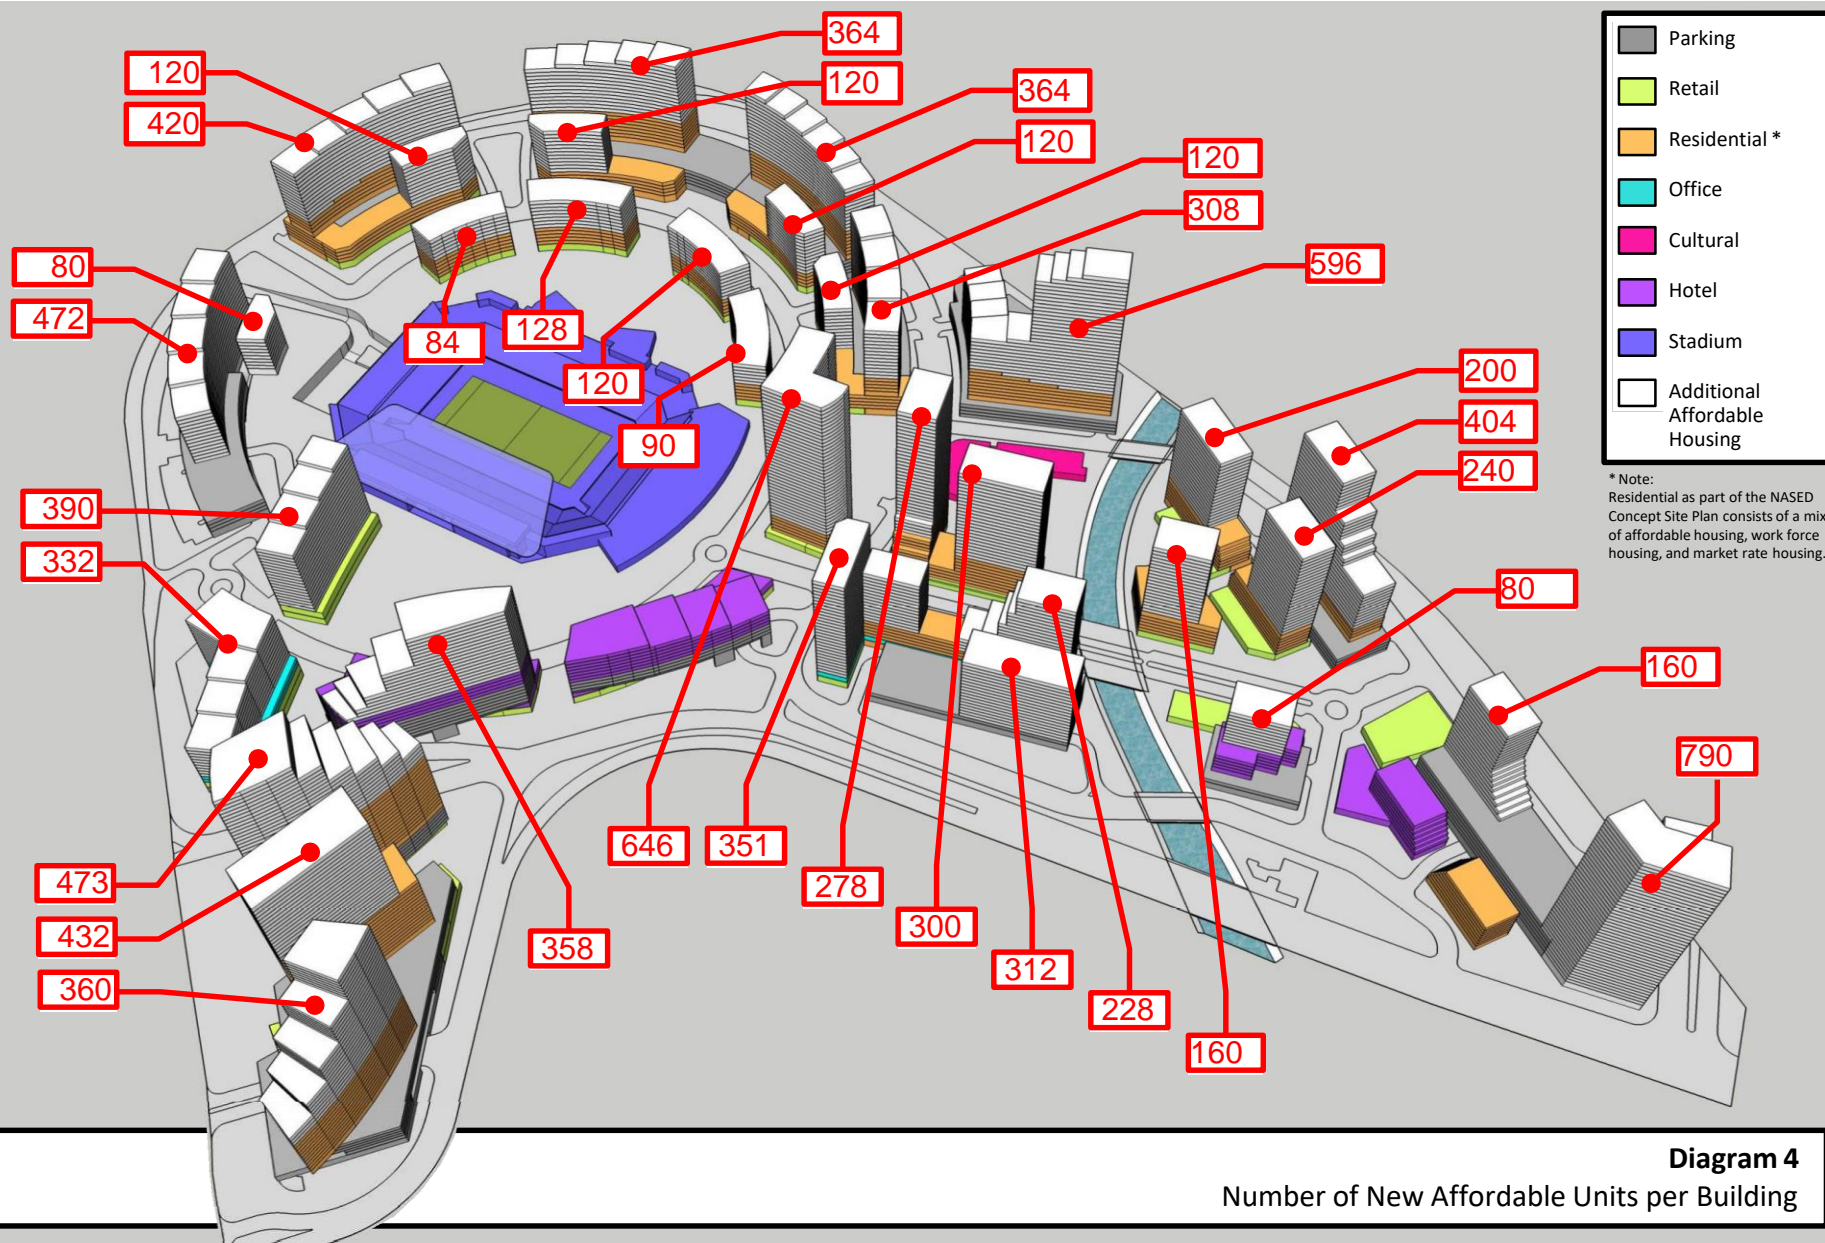 364
120
120
420
364
120
120
308
596
80
472
84
128
120
90
200
404
240
390
332
80
160
790
646
351
278
300
312
228
160
473
432
360
358
Parking
Retail
Residential *
Office
Cultural
Hotel
Stadium
Additional
Affordable
Housing
* Note:
Residential as part of the NASED
Concept Site Plan consists of a mix
of affordable housing, work force
housing, and market rate housing.
Diagram 4
Number of New Affordable Units per Building